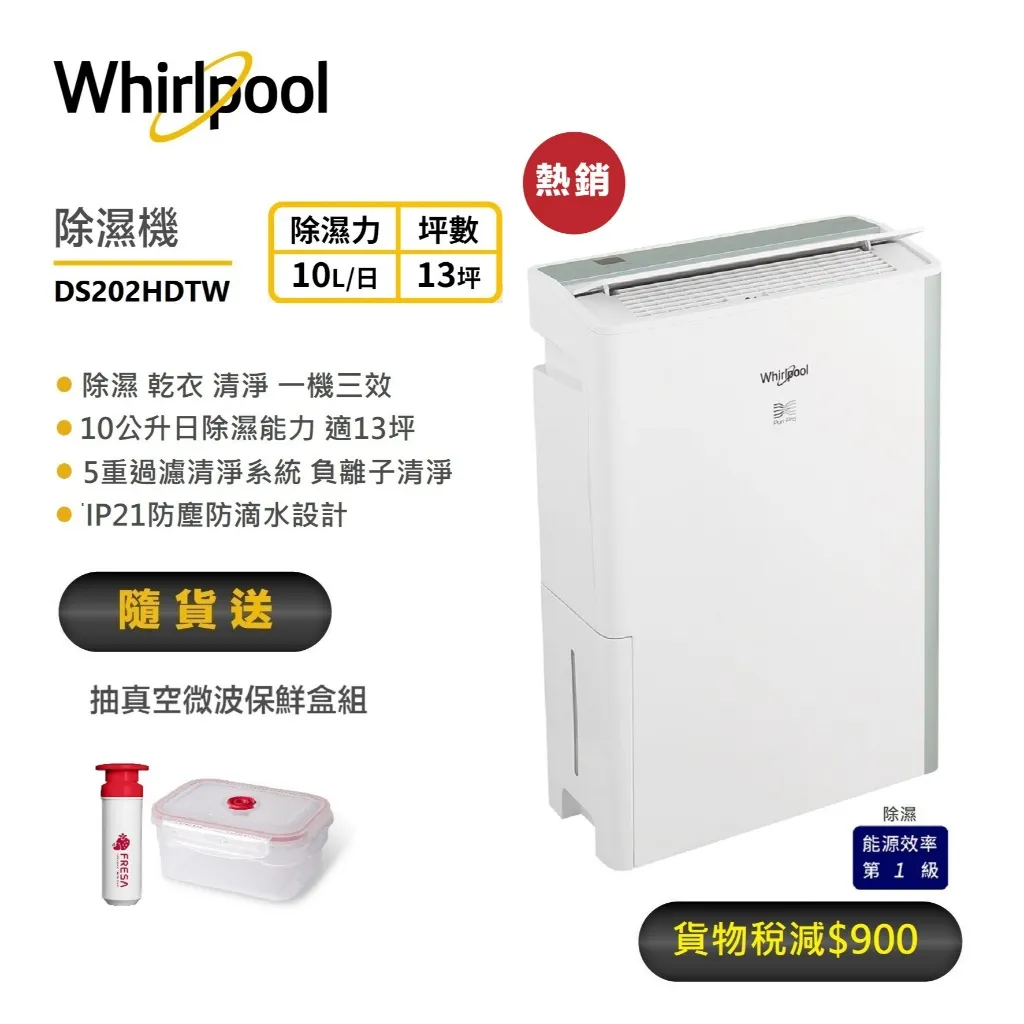 Whirlpool
熱銷
除濕機
DS202HDTW
除濕力 坪數
10L/日 13坪
除濕 乾衣 清淨 一機三效
10公升日除濕能力 適13坪
5重過濾清淨系統 負離子清淨
IP21防塵防滴水設計
隨貨送
抽真空微波保鮮盒組
FRESA
Whirlpool
Pure Pro
除濕
能源效率
第 1 級
貨物稅減$900